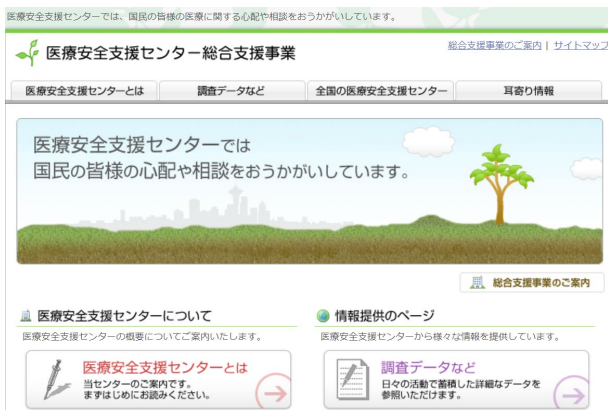 医療安全支援センターでは、国民の皆様の医療に関する心配や相談をおうかがいしています。
総合支援事業のご案内 | サイトマップ
医療安全支援センター総合支援事業
医療安全支援センターとは 調査データなど 全国の医療安全支援センター 耳寄り情報
医療安全支援センターでは
国民の皆様の心配や相談をおうかがいしています。
総合支援事業のご案内
医療安全支援センターについて
医療安全支援センターの概要についてご案内いたします。
医療安全支援センターとは
当センターのご案内です。
まずはじめにお読みください。
情報提供のページ
医療安全支援センターから様々な情報を提供しています。
調査データなど
日々の活動で蓄積した詳細なデータを
参照いただけます。